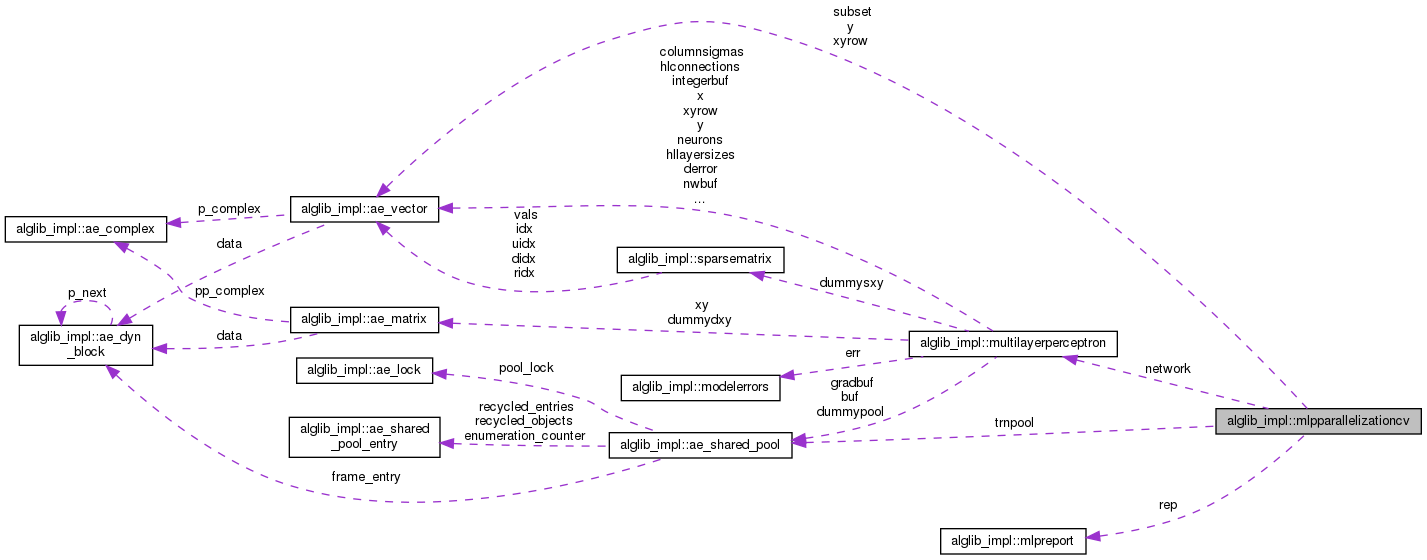 subset
y
xyrow
columnsigmas
hlconnections
integerbuf
x
xyrow
y
neurons
hllayersizes
derror
nwbuf
...
p_complex
alglib_impl::ae_vector
alglib_impl::ae_complex
data
vals
idx
uidx
didx
ridx
alglib_impl::sparsematrix
dummysxy
p_next
pp_complex
alglib_impl::ae_matrix
xy
dummydxy
alglib_impl::ae_dyn
_block
data
alglib_impl::multilayerperceptron
err
pool_lock
alglib_impl::ae_lock
alglib_impl::modelerrors
gradbuf
buf
dummypool
network
recycled_entries
recycled_objects
enumeration_counter
alglib_impl::ae_shared
_pool_entry
alglib_impl::ae_shared_pool
trnpool
alglib_impl::mlpparallelizationcv
frame_entry
rep
alglib_impl::mlpreport